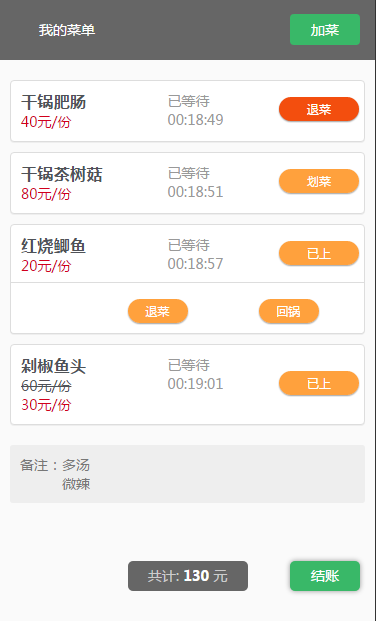 我的菜单 加菜
干锅肥肠 已等待
40元/份 00:18:49 退菜
干锅茶树菇 已等待
80元/份 00:18:51 划菜
红烧鲫鱼 已等待
20元/份 00:18:57 已上
退菜 回锅
剁椒鱼头 已等待
60元/份 00:19:01 已上
30元/份
备注：多汤
微辣
共计: 130 元 结账